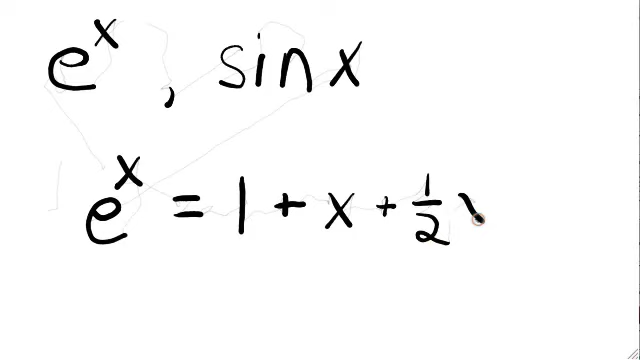 e^x, sin x
e^x = 1 + x + 1/2